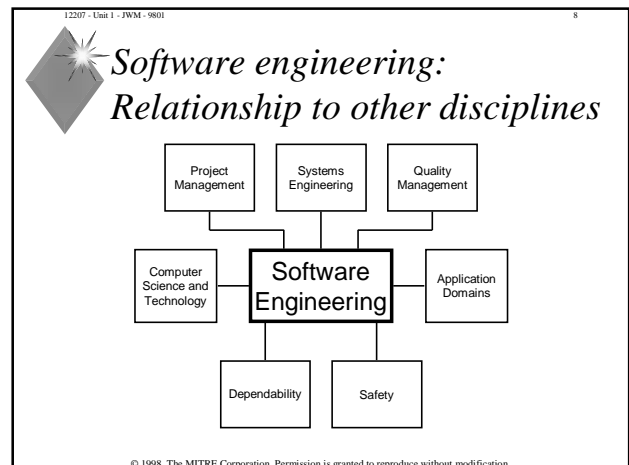 12207 - Unit 1 - JWM - 9801 8
Software engineering:
Relationship to other disciplines
Project
Management
Systems
Engineering
Quality
Management
Computer
Science and
Technology
Software
Engineering
Application
Domains
Dependability
Safety
© 1998, The MITRE Corporation. Permission is granted to reproduce without modification.